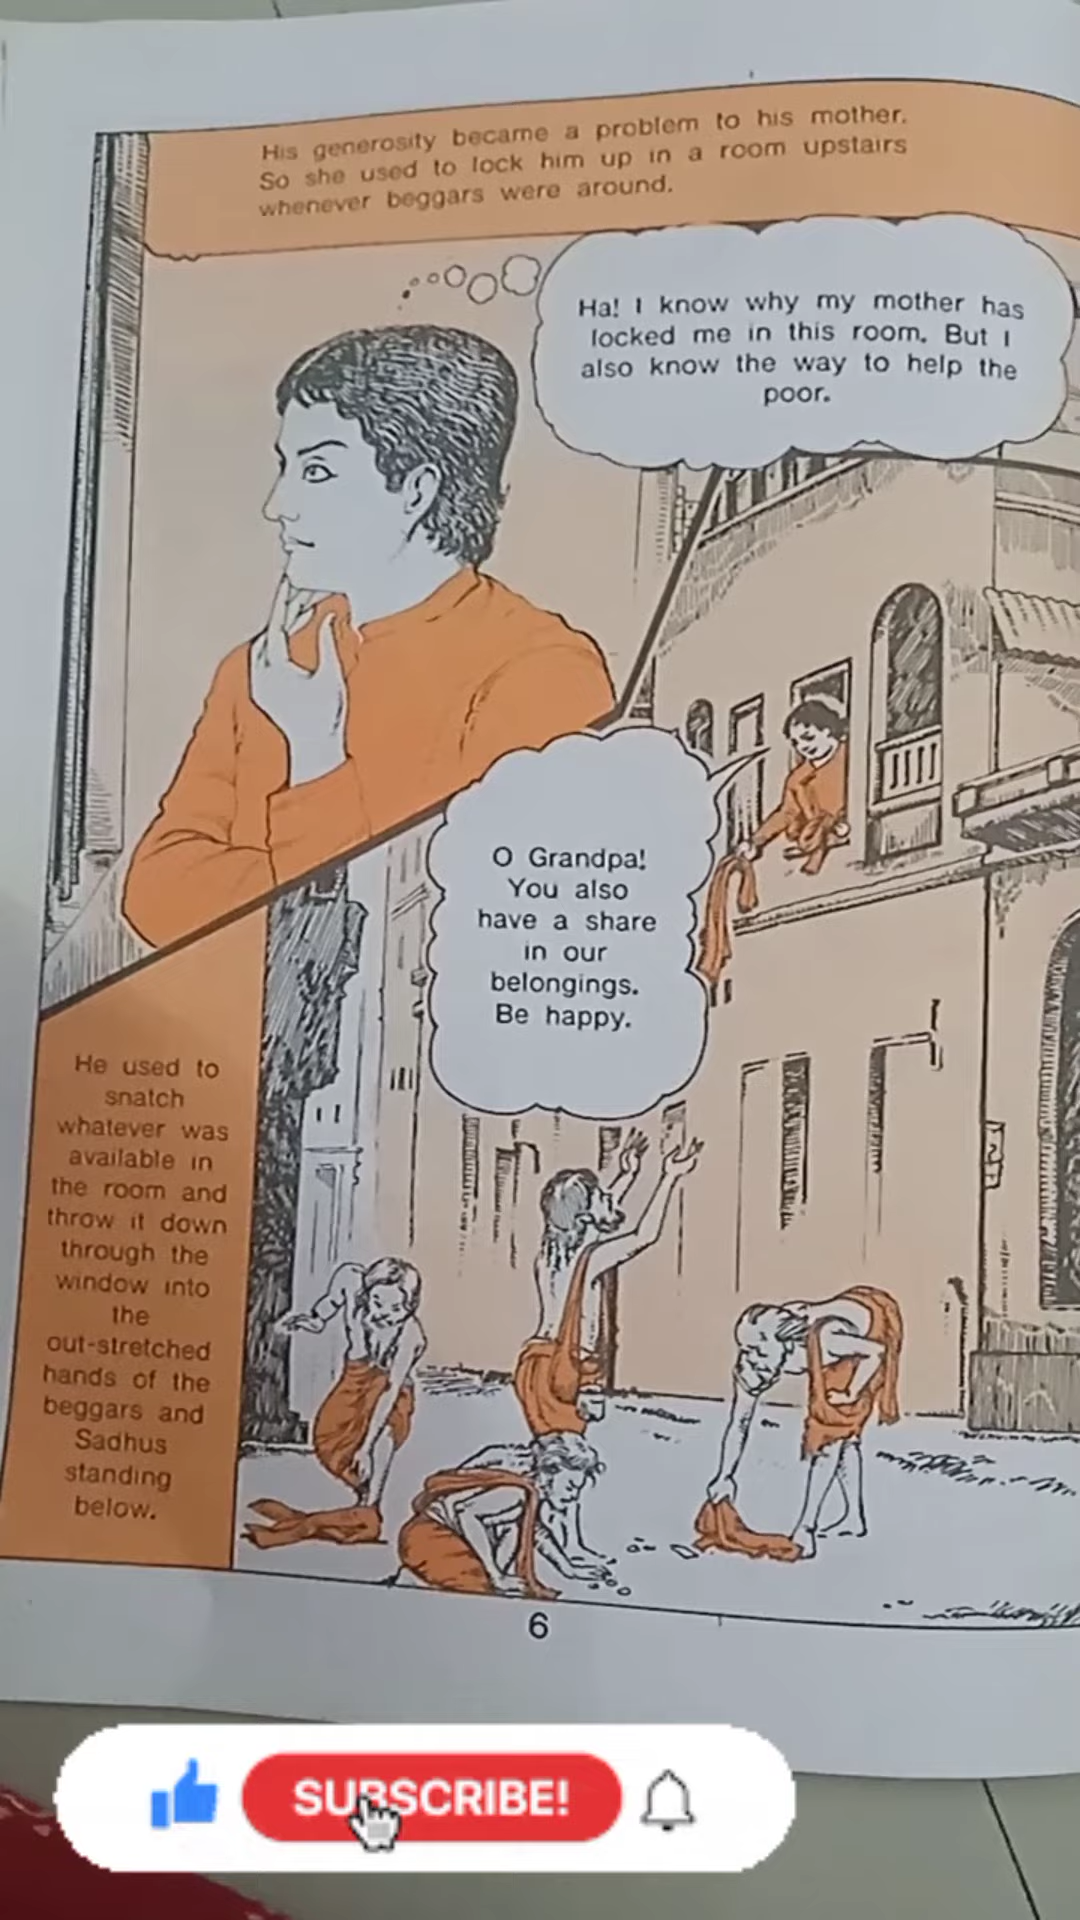 His generosity became a problem to his mother.
So she used to lock him up in a room upstairs
whenever beggars were around.
Ha! I know why my mother has
locked me in this room. But I
also know the way to help the
poor.
O Grandpa!
You also
have a share
in our
belongings.
Be happy.
He used to
snatch
whatever was
available in
the room and
throw it down
through the
window into
the
out-stretched
hands of the
beggars and
Sadhus
standing
below.
6
SUBSCRIBE!